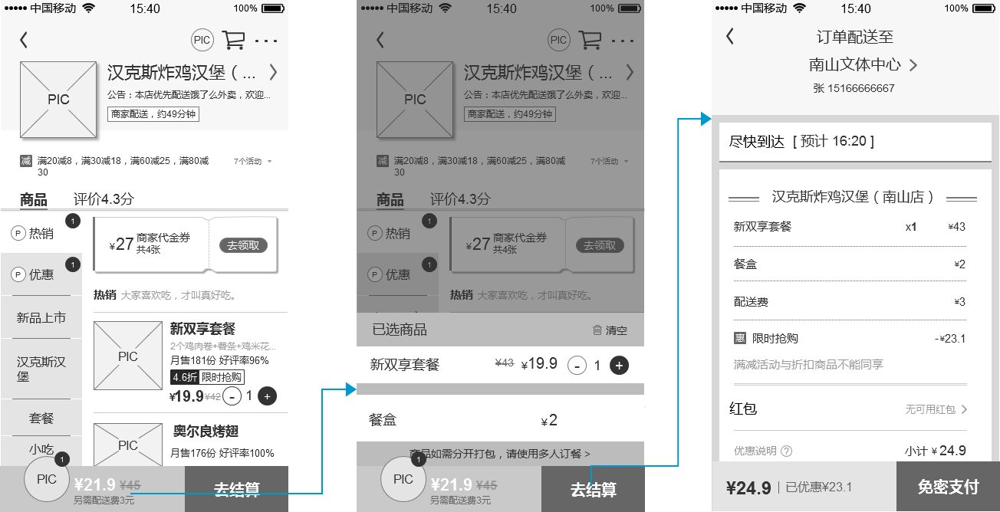 中国移动 15:40 100%
PIC
汉克斯炸鸡汉堡（...
PIC
公告：本店优先配送饿了么外卖，欢迎...
商家配送，约49分钟
减 满20减8，满30减18，满60减25，满80减30 7个活动
商品 评价4.3分
P 热销 1
¥27 商家代金券
共4张
去领取
P 优惠 1
热销 大家喜欢吃，才叫真好吃。
新品上市
汉克斯汉堡
套餐
小吃
PIC
新双享套餐
2个鸡肉卷+薯条+鸡米花...
月售181份 好评率96%
4.6折 限时抢购
¥19.9 ¥42 - 1 +
PIC
奥尔良烤翅
月售176份 好评率100%
PIC 1
¥21.9 ¥45
另需配送费3元
去结算
中国移动 15:40 100%
PIC
汉克斯炸鸡汉堡（...
PIC
公告：本店优先配送饿了么外卖，欢迎...
商家配送，约49分钟
减 满20减8，满30减18，满60减25，满80减30 7个活动
商品 评价4.3分
P 热销 1
¥27 商家代金券
共4张
去领取
P 优惠 1
热销 大家喜欢吃，才叫真好吃。
已选商品 清空
新双享套餐 ¥43 ¥19.9 - 1 +
餐盒 ¥2
商品如需分开打包，请使用多人订餐 >
PIC 1
¥21.9 ¥45
另需配送费3元
去结算
中国移动 15:40 100%
订单配送至
南山文体中心
张 15166666667
尽快到达 [ 预计 16:20 ]
汉克斯炸鸡汉堡（南山店）
新双享套餐 x1 ¥43
餐盒 ¥2
配送费 ¥3
惠 限时抢购 -¥23.1
满减活动与折扣商品不能同享
红包 无可用红包
优惠说明 ? 小计 ¥ 24.9
¥24.9 已优惠¥23.1
免密支付